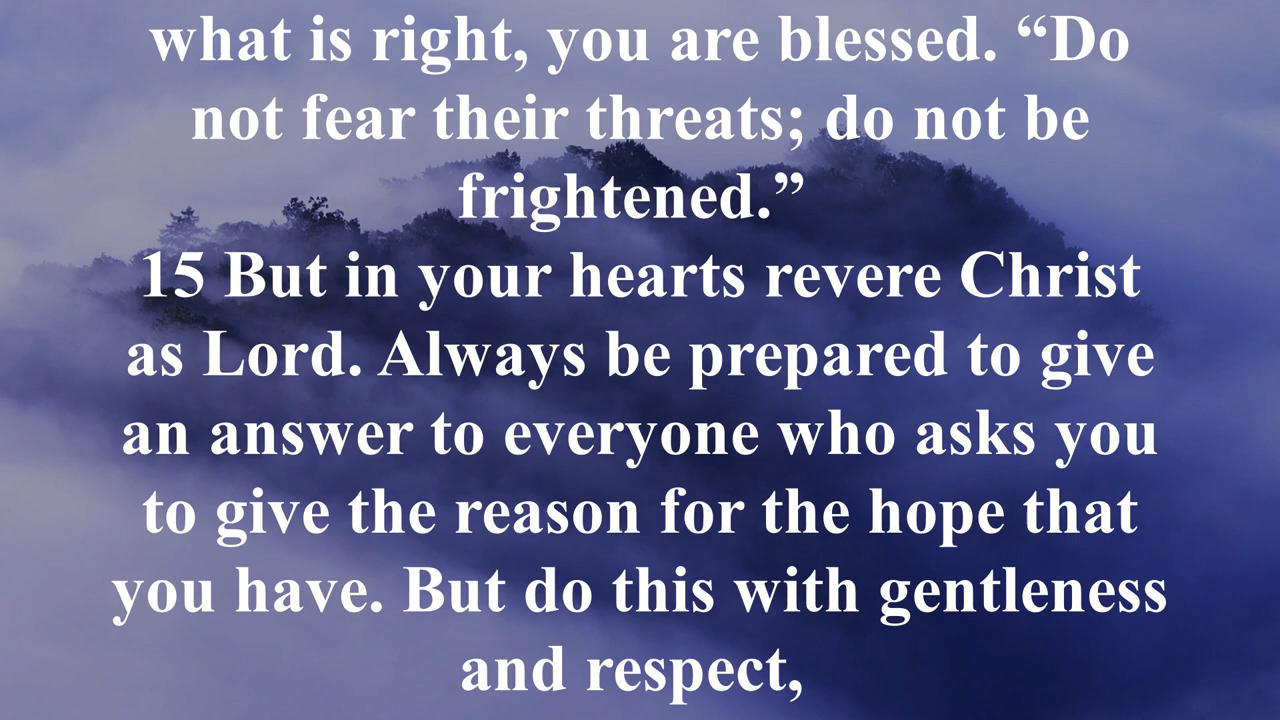 what is right, you are blessed. “Do
not fear their threats; do not be
frightened.”
15 But in your hearts revere Christ
as Lord. Always be prepared to give
an answer to everyone who asks you
to give the reason for the hope that
you have. But do this with gentleness
and respect,